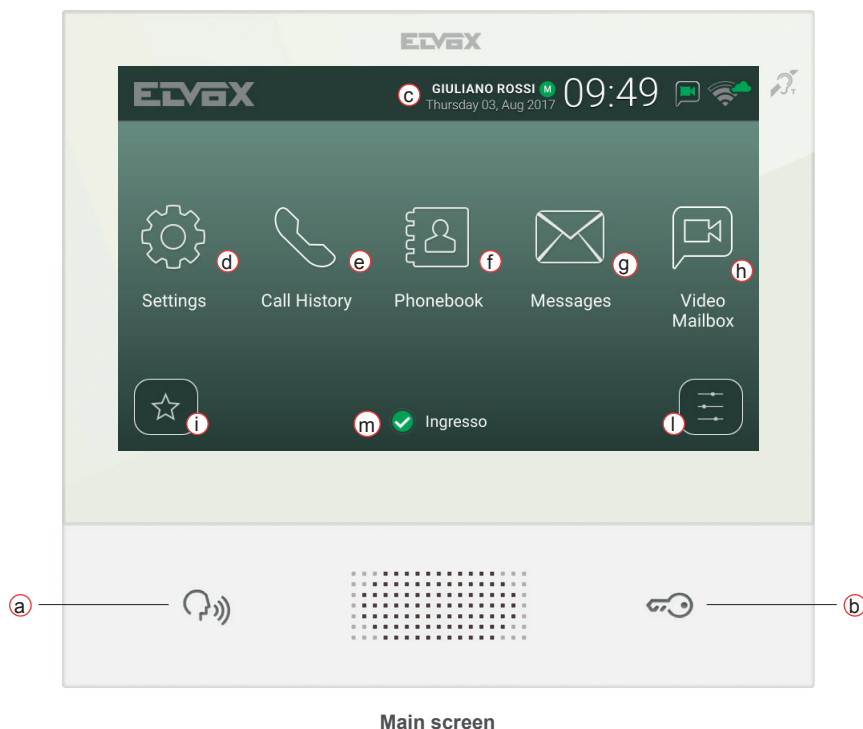 ELVOX
ELVOX
c GIULIANO ROSSI M 09:49
Thursday 03, Aug 2017
T
d e f g h
Settings Call History Phonebook Messages Video
Mailbox
i m Ingresso l
a b
Main screen